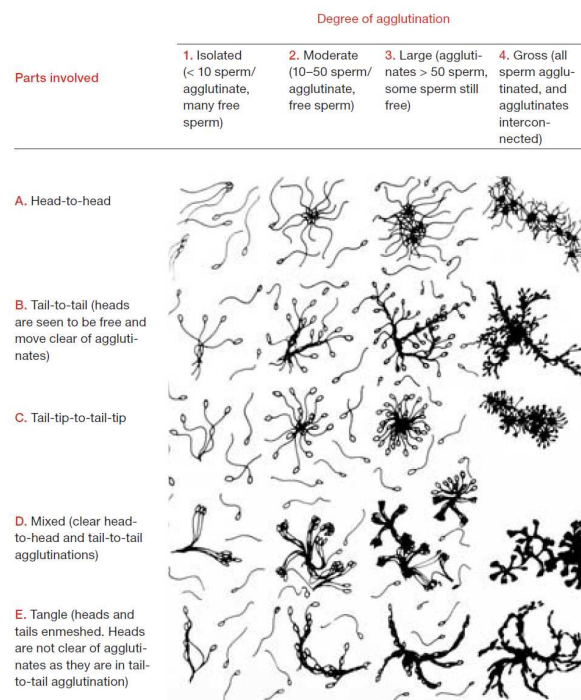 Degree of agglutination
Parts involved
1. Isolated
(< 10 sperm/
agglutinate,
many free
sperm)
2. Moderate
(10–50 sperm/
agglutinate,
free sperm)
3. Large (aggluti-
nates > 50 sperm,
some sperm still
free)
4. Gross (all
sperm agglu-
tinated, and
agglutinates
intercon-
nected)
A. Head-to-head
B. Tail-to-tail (heads
are seen to be free and
move clear of aggluti-
nates)
C. Tail-tip-to-tail-tip
D. Mixed (clear head-
to-head and tail-to-tail
agglutinations)
E. Tangle (heads and
tails enmeshed. Heads
are not clear of aggluti-
nates as they are in tail-
to-tail agglutination)